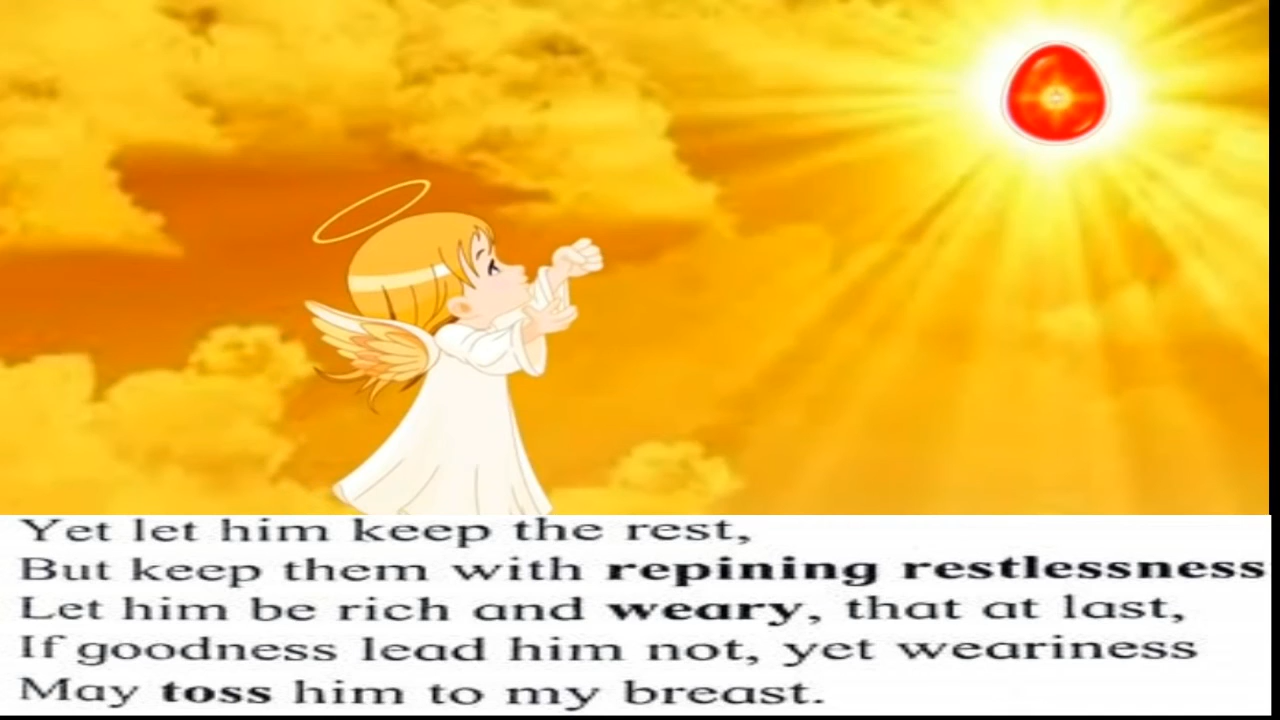 Yet let him keep the rest,
But keep them with repining restlessness
Let him be rich and weary, that at last,
If goodness lead him not, yet weariness
May toss him to my breast.